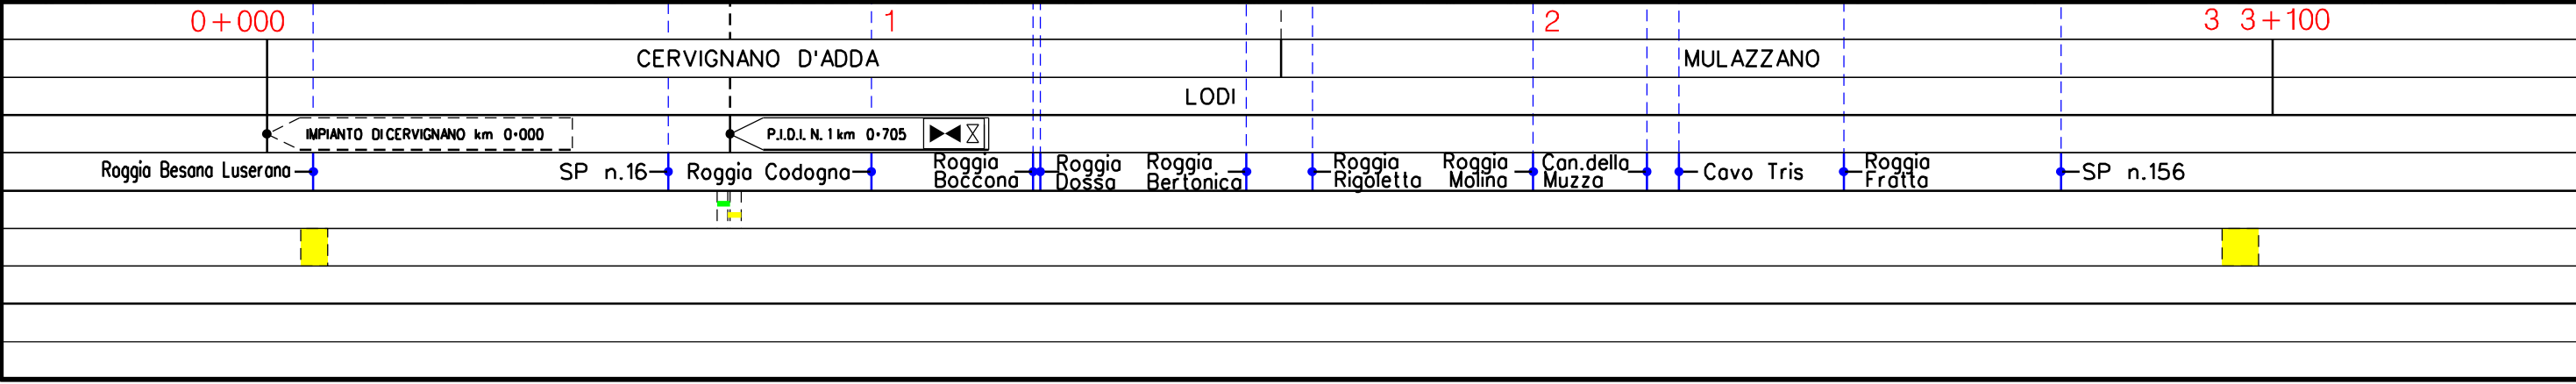 0+000 1 2 3 3+100
CERVIGNANO D'ADDA MULAZZANO
LODI
IMPIANTO DI CERVIGNANO km 0+000 P.I.D.I. N. 1 km 0+705
Roggia Besana Luserana SP n.16 Roggia Codogna Roggia Boccona Roggia Dossa Roggia Bertonica Roggia Rigoletta Roggia Molina Can.della Muzza Cavo Tris Roggia Fratta SP n.156